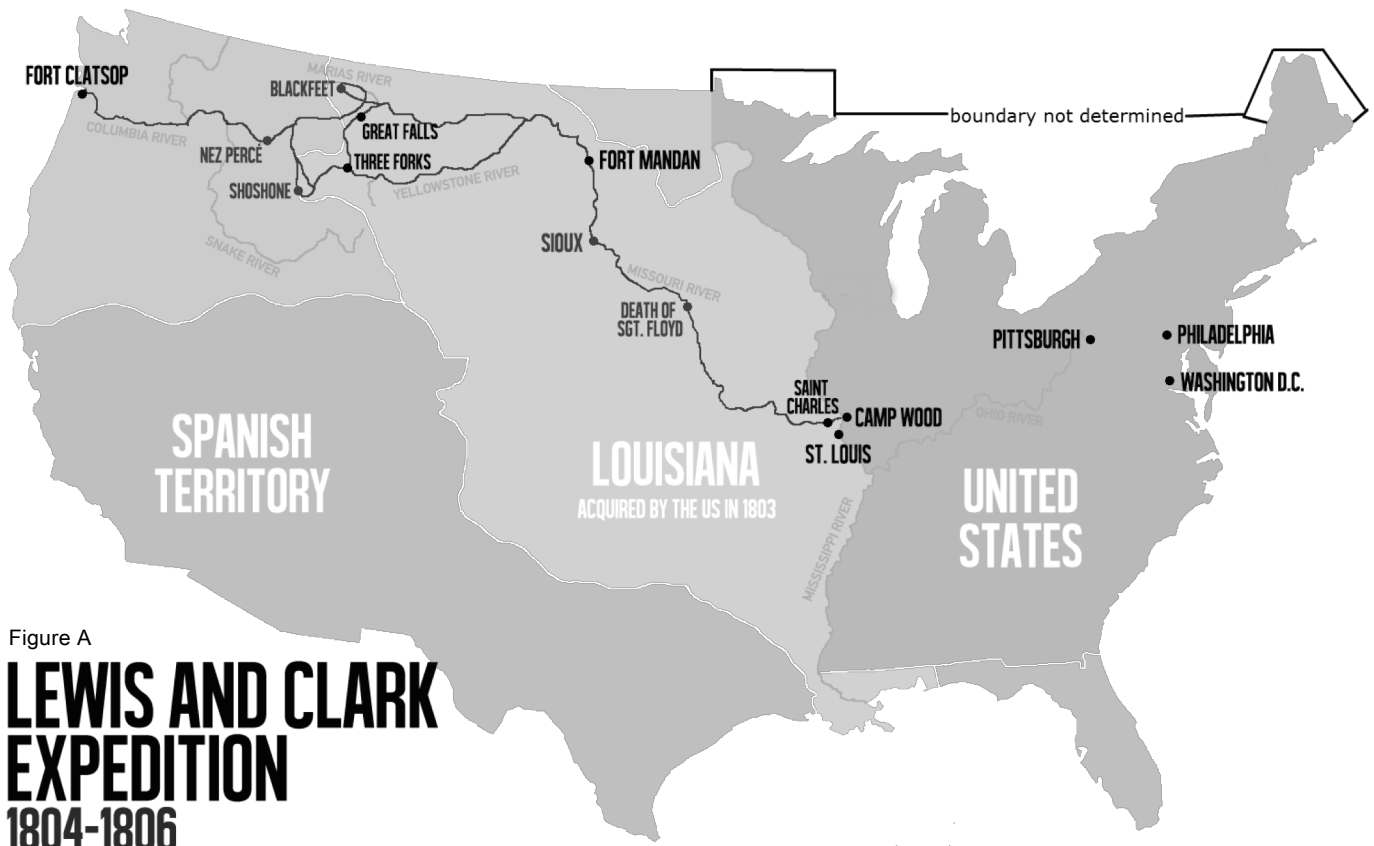 FORT CLATSOP
MARIAS RIVER
BLACKFEET
boundary not determined
COLUMBIA RIVER
GREAT FALLS
NEZ PERCÉ
THREE FORKS
FORT MANDAN
SHOSHONE
YELLOWSTONE RIVER
SNAKE RIVER
SIOUX
MISSOURI RIVER
DEATH OF
SGT. FLOYD
PITTSBURGH
PHILADELPHIA
WASHINGTON D.C.
SAINT
CHARLES
CAMP WOOD
OHIO RIVER
ST. LOUIS
SPANISH
TERRITORY
LOUISIANA
ACQUIRED BY THE US IN 1803
UNITED
STATES
MISSISSIPPI RIVER
Figure A
LEWIS AND CLARK
EXPEDITION
1804-1806